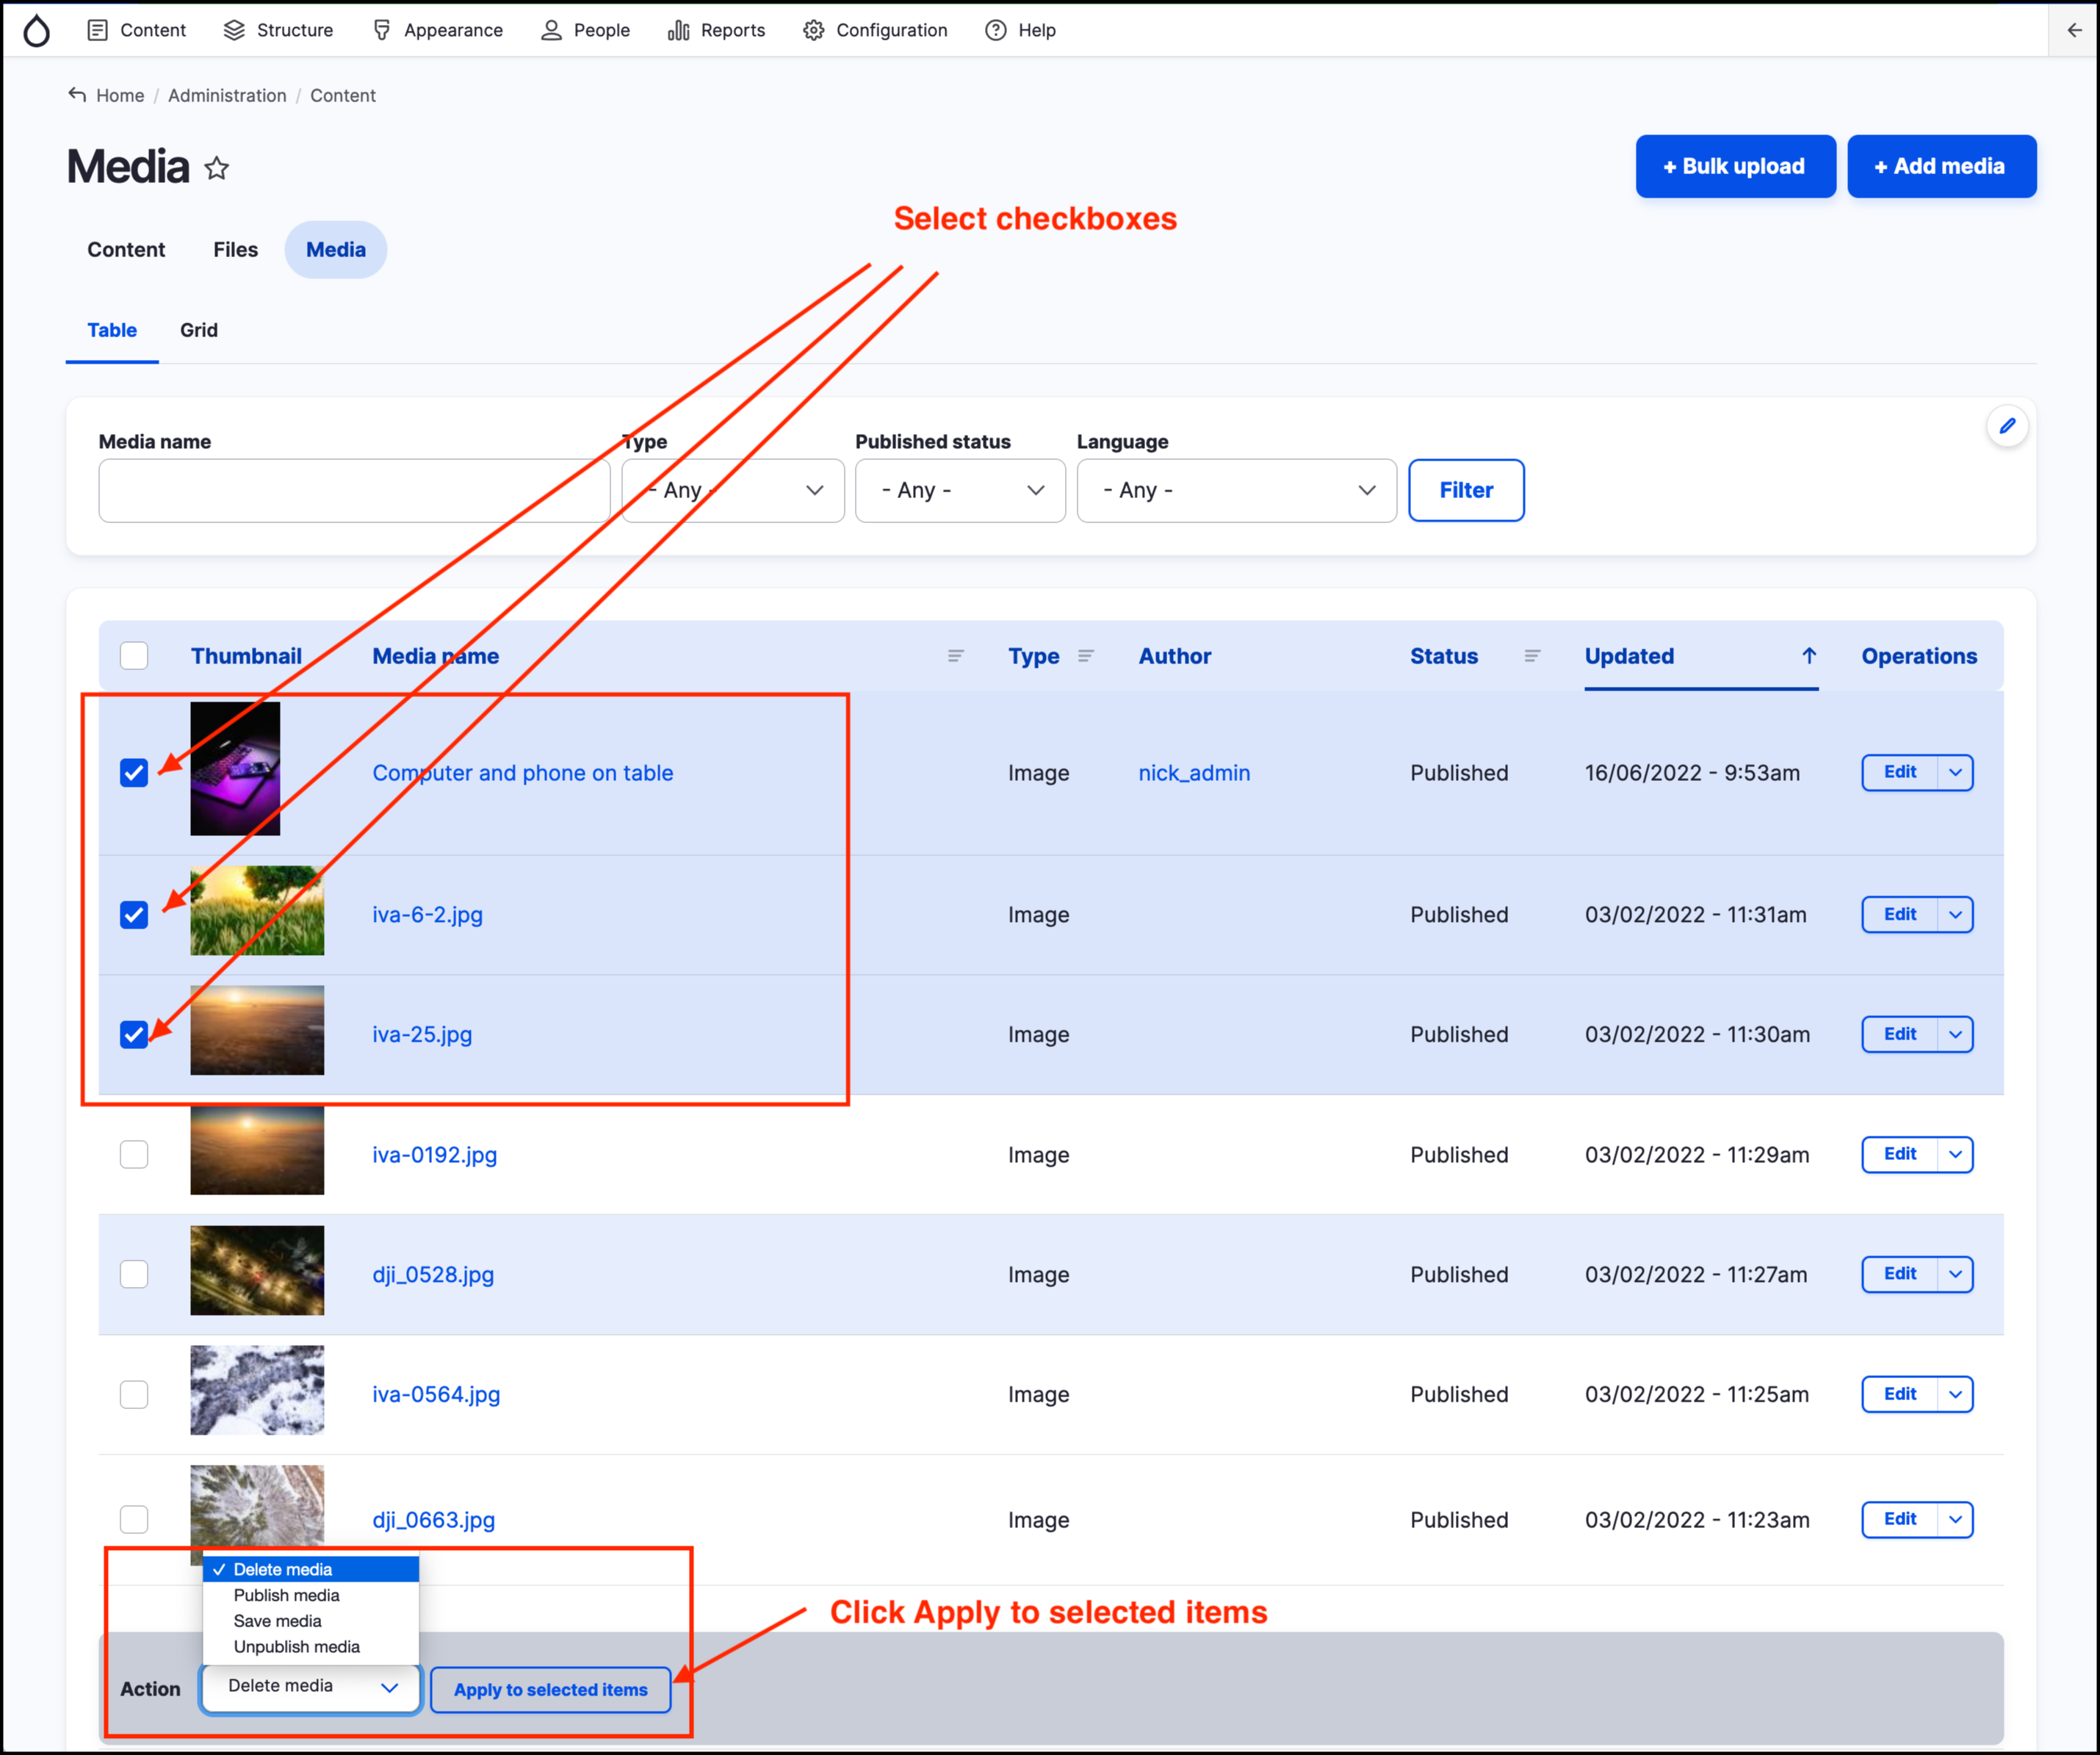 Content Structure Appearance People Reports Configuration Help
Home / Administration / Content
Media
+ Bulk upload + Add media
Select checkboxes
Content Files Media
Table Grid
Media name Type Published status Language
- Any - - Any - - Any - Filter
Thumbnail Media name Type Author Status Updated Operations
Computer and phone on table Image nick_admin Published 16/06/2022 - 9:53am Edit
iva-6-2.jpg Image Published 03/02/2022 - 11:31am Edit
iva-25.jpg Image Published 03/02/2022 - 11:30am Edit
iva-0192.jpg Image Published 03/02/2022 - 11:29am Edit
dji_0528.jpg Image Published 03/02/2022 - 11:27am Edit
iva-0564.jpg Image Published 03/02/2022 - 11:25am Edit
dji_0663.jpg Image Published 03/02/2022 - 11:23am Edit
Delete media
Publish media
Save media
Unpublish media
Click Apply to selected items
Action Delete media Apply to selected items